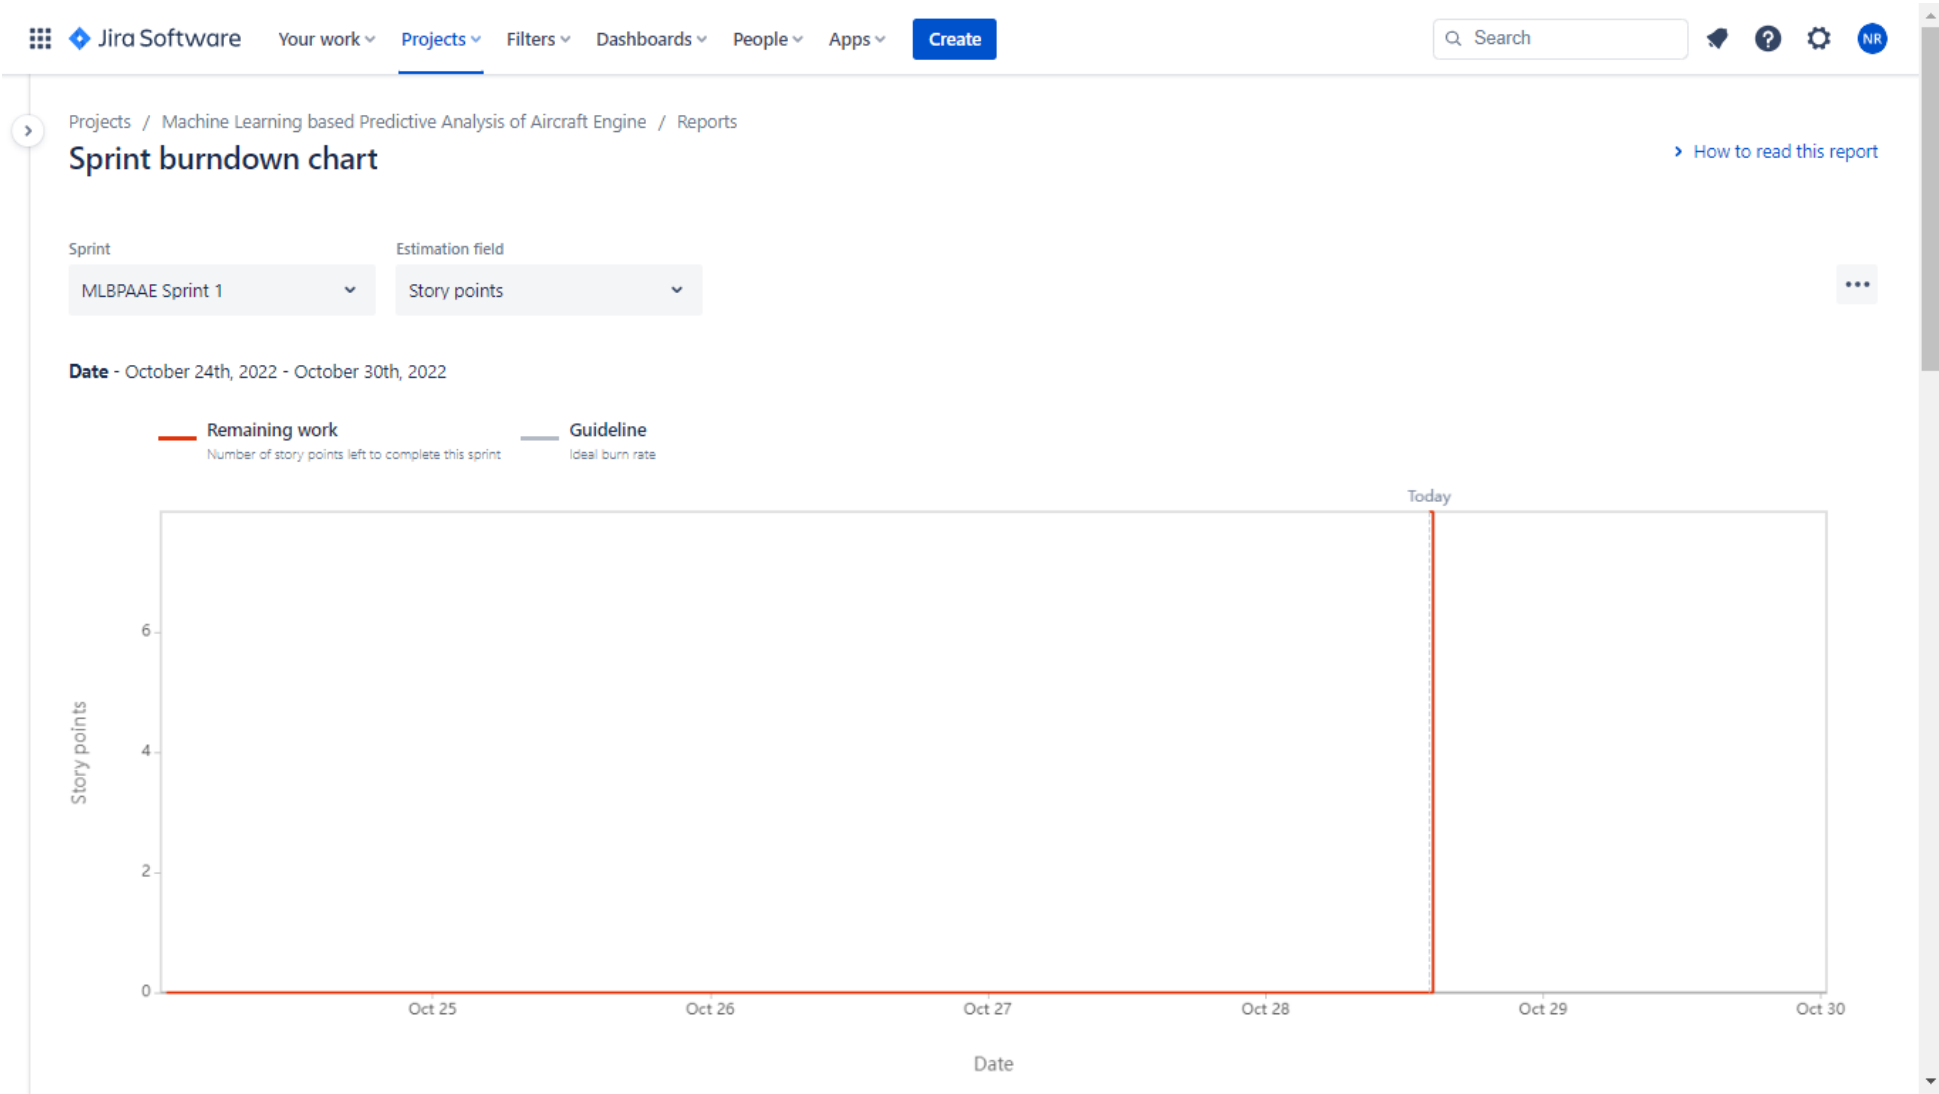 Jira Software Your work Projects Filters Dashboards People Apps Create Search NR
Projects / Machine Learning based Predictive Analysis of Aircraft Engine / Reports
Sprint burndown chart
How to read this report
Sprint Estimation field
MLBPAAE Sprint 1 Story points
Date - October 24th, 2022 - October 30th, 2022
Remaining work Guideline
Number of story points left to complete this sprint Ideal burn rate
Today
6
4
2
0
Story points
Oct 25 Oct 26 Oct 27 Oct 28 Oct 29 Oct 30
Date